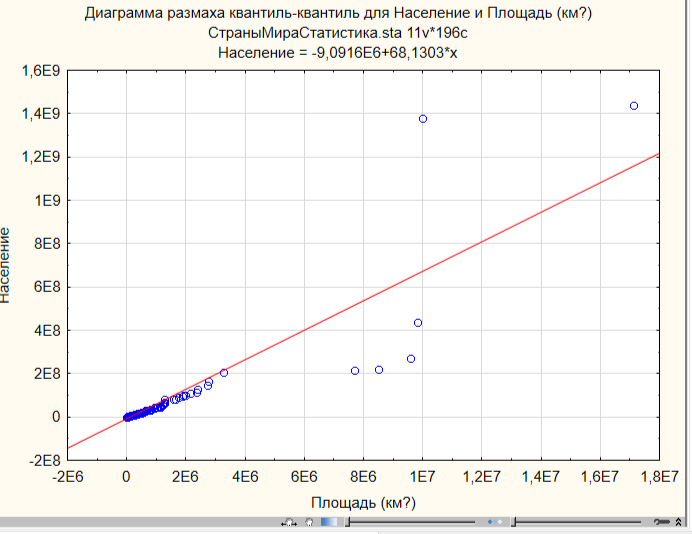 Диаграмма размаха квантиль-квантиль для Население и Площадь (км?)
СтраныМираСтатистика.sta 11v*196c
Население = -9,0916E6+68,1303*x
1,6E9
1,4E9
1,2E9
1E9
8E8
6E8
4E8
2E8
0
-2E8
Население
-2E6 0 2E6 4E6 6E6 8E6 1E7 1,2E7 1,4E7 1,6E7 1,8E7
Площадь (км?)